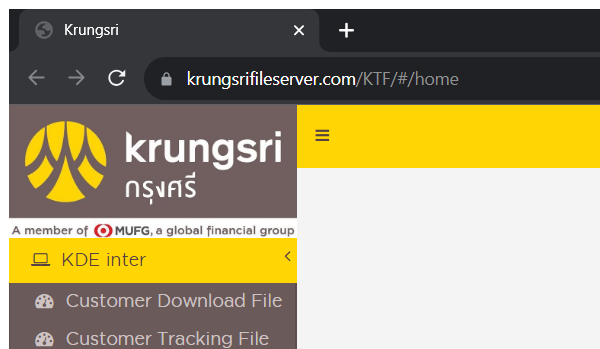 Krungsri
krungsrifileserver.com/KTF/#/home
krungsri
กรุงศรี
A member of MUFG, a global financial group
KDE inter
Customer Download File
Customer Tracking File